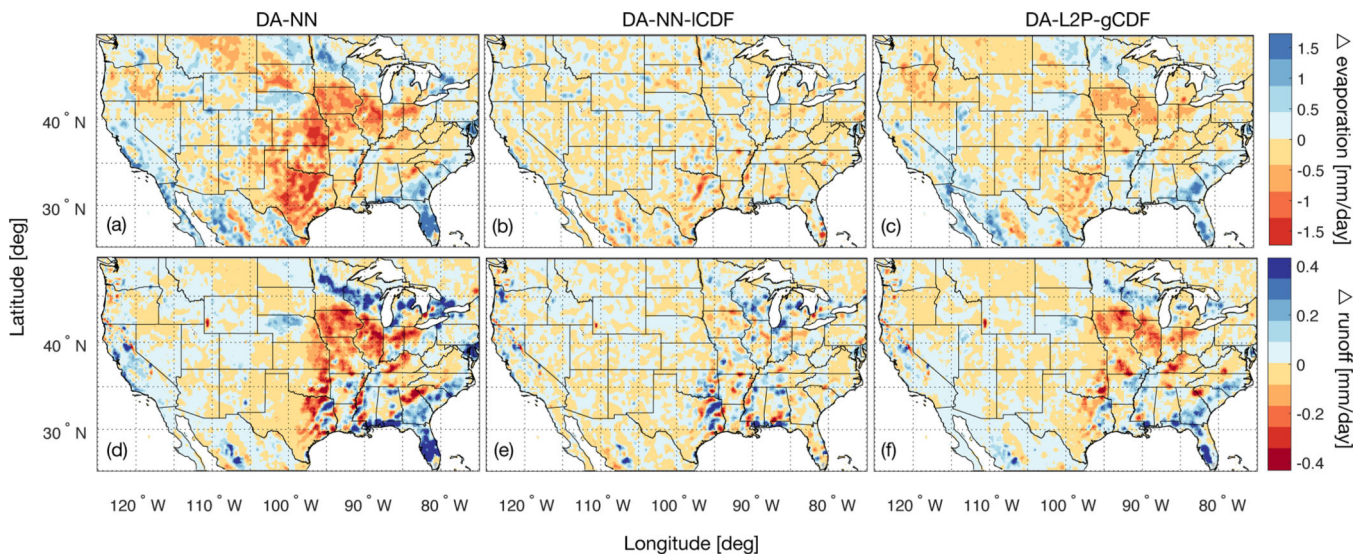 DA-NN
DA-NN-lCDF
DA-L2P-gCDF
40° N
30° N
(a)
(b)
(c)
1.5
1
0.5
0
-0.5
-1
-1.5
△ evaporation [mm/day]
Latitude [deg]
40° N
30° N
(d)
(e)
(f)
0.4
0.2
0
-0.2
-0.4
△ runoff [mm/day]
120° W 110° W 100° W 90° W 80° W
120° W 110° W 100° W 90° W 80° W
120° W 110° W 100° W 90° W 80° W
Longitude [deg]